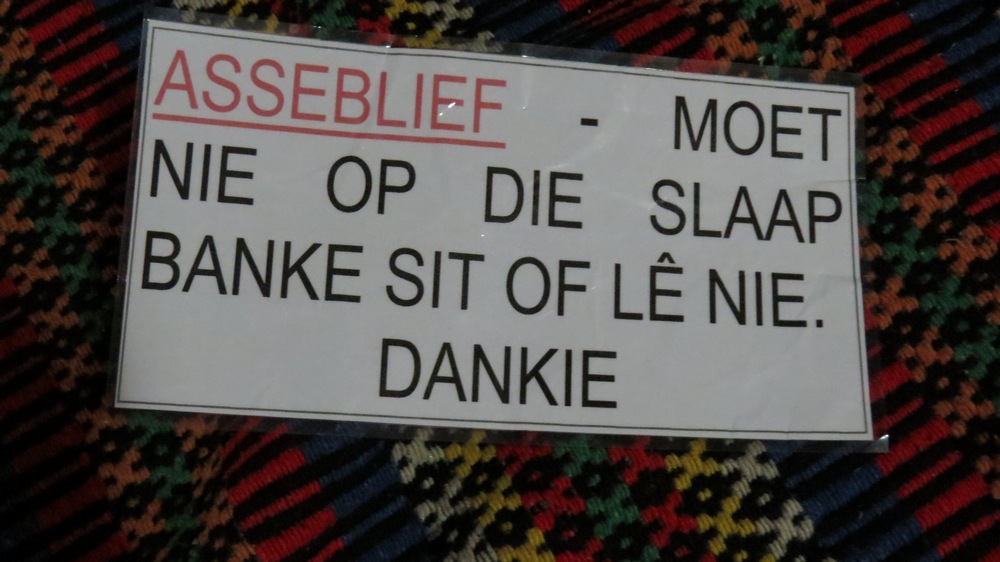 ASSEBLIEF - MOET
NIE OP DIE SLAAP
BANKE SIT OF LÊ NIE.
DANKIE